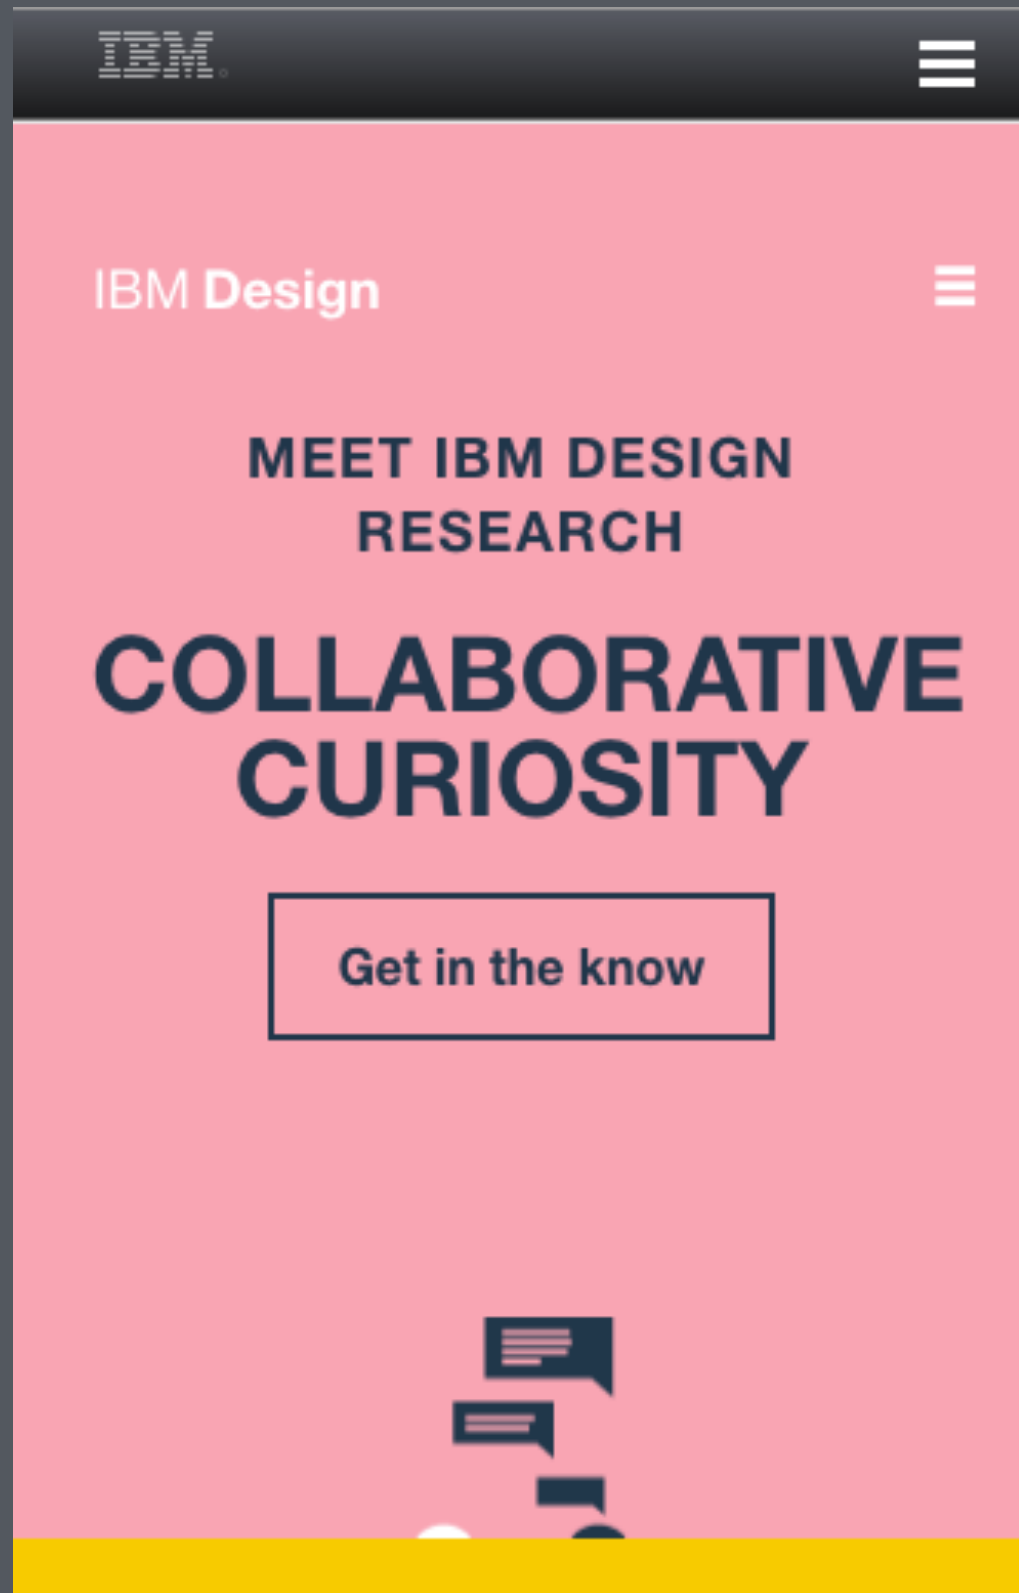 IBM®
IBM Design
MEET IBM DESIGN
RESEARCH
COLLABORATIVE
CURIOSITY
Get in the know